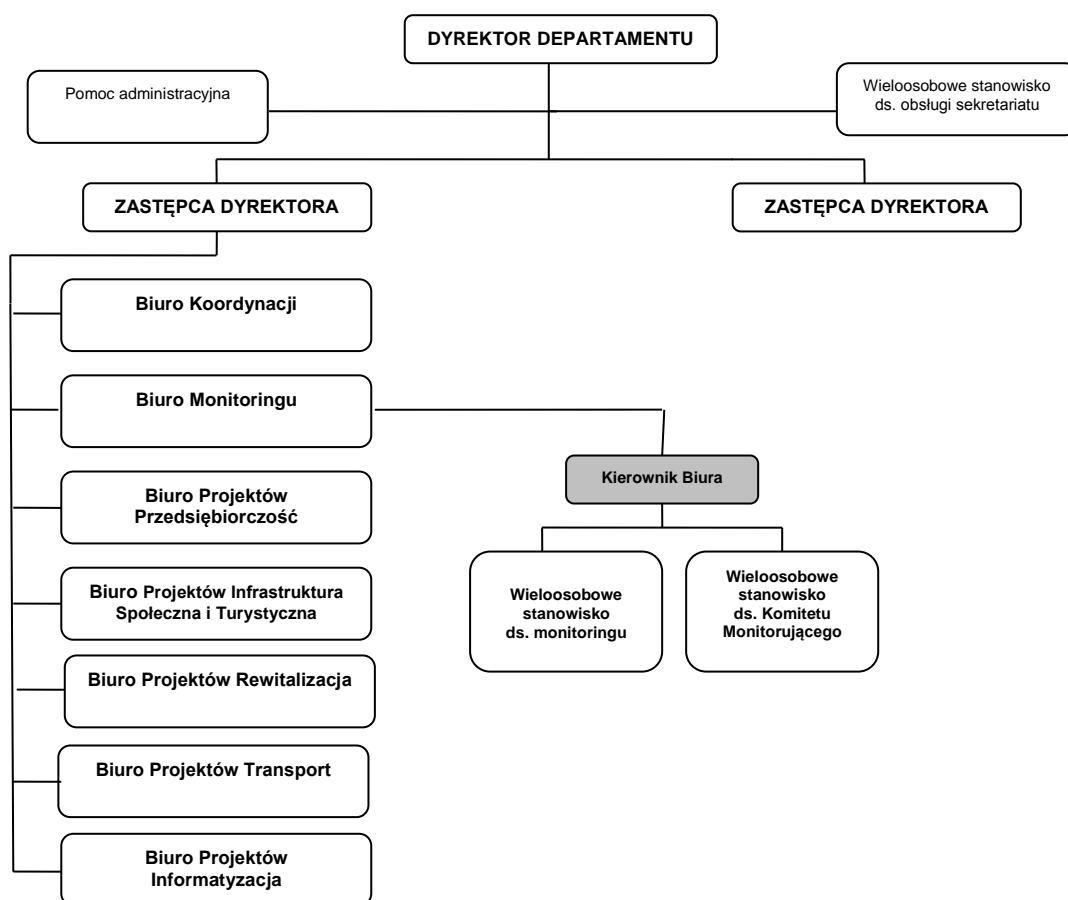 DYREKTOR DEPARTAMENTU
Pomoc administracyjna
Wieloosobowe stanowisko
ds. obsługi sekretariatu
ZASTĘPCA DYREKTORA
ZASTĘPCA DYREKTORA
Biuro Koordynacji
Biuro Monitoringu
Kierownik Biura
Biuro Projektów
Przedsiębiorczość
Wieloosobowe
stanowisko
ds. monitoringu
Wieloosobowe
stanowisko
ds. Komitetu
Monitorującego
Biuro Projektów Infrastruktura
Społeczna i Turystyczna
Biuro Projektów Rewitalizacja
Biuro Projektów Transport
Biuro Projektów
Informatyzacja